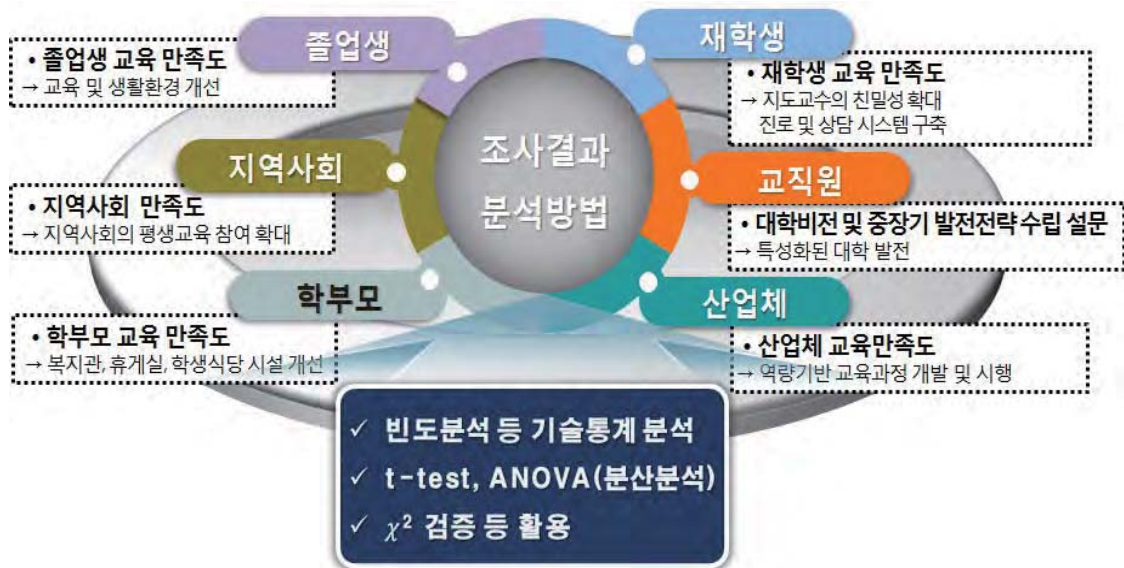 졸업생
• 졸업생 교육 만족도
→ 교육 및 생활환경 개선
재학생
• 재학생 교육 만족도
→ 지도교수의 친밀성 확대
진로 및 상담 시스템 구축
조사결과
분석방법
지역사회
• 지역사회 만족도
→ 지역사회의 평생교육 참여 확대
교직원
• 대학비전 및 중장기 발전전략 수립 설문
→ 특성화된 대학 발전
학부모
• 학부모 교육 만족도
→ 복지관, 휴게실, 학생식당 시설 개선
산업체
• 산업체 교육만족도
→ 역량기반 교육과정 개발 및 시행
✓ 빈도분석 등 기술통계 분석
✓ t-test, ANOVA(분산분석)
✓ χ² 검증 등 활용